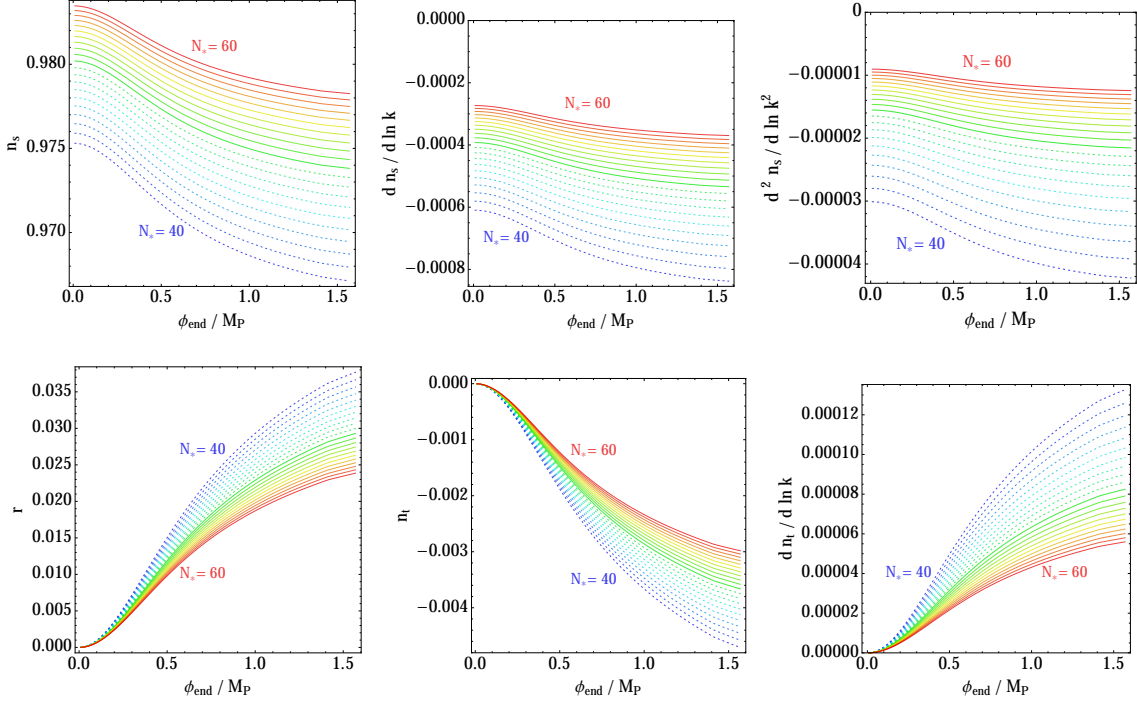 0.980
0.975
0.970
n_s
N_*= 60
N_*= 40
0.0 0.5 1.0 1.5
ϕ_end / M_P
0.0000
−0.0002
−0.0004
−0.0006
−0.0008
d n_s / d ln k
N_*= 60
N_*= 40
0.0 0.5 1.0 1.5
ϕ_end / M_P
0
−0.00001
−0.00002
−0.00003
−0.00004
d^2 n_s / d ln k^2
N_*= 60
N_*= 40
0.0 0.5 1.0 1.5
ϕ_end / M_P
0.040
0.035
0.030
0.025
0.020
0.015
0.010
0.005
0.000
r
N_*= 40
N_*= 60
0.0 0.5 1.0 1.5
ϕ_end / M_P
0.000
−0.001
−0.002
−0.003
−0.004
n_t
N_*= 60
N_*= 40
0.0 0.5 1.0 1.5
ϕ_end / M_P
0.00012
0.00010
0.00008
0.00006
0.00004
0.00002
0.00000
d n_t / d ln k
N_*= 40
N_*= 60
0.0 0.5 1.0 1.5
ϕ_end / M_P